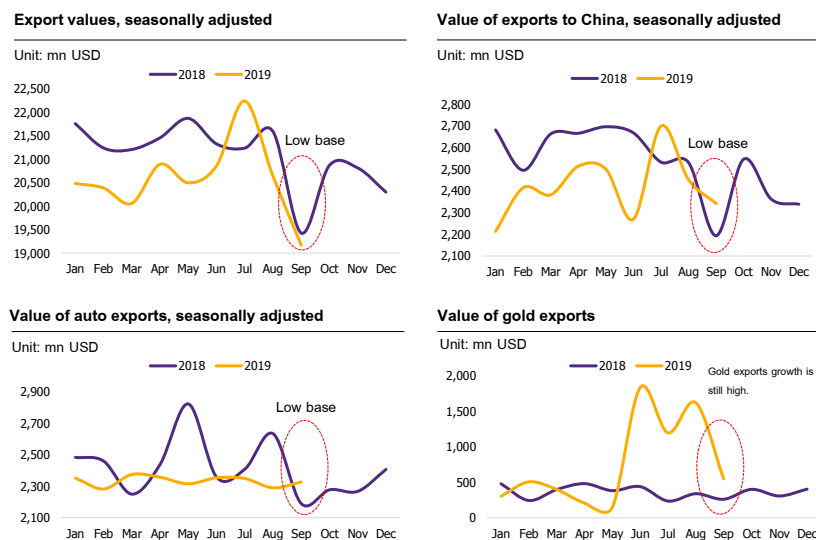 Export values, seasonally adjusted
Unit: mn USD
2018 2019
22,500
22,000
21,500
21,000
20,500
20,000
19,500
19,000
Low base
Jan Feb Mar Apr May Jun Jul Aug Sep Oct Nov Dec
Value of exports to China, seasonally adjusted
Unit: mn USD
2018 2019
2,800
2,700
2,600
2,500
2,400
2,300
2,200
2,100
Low base
Jan Feb Mar Apr May Jun Jul Aug Sep Oct Nov Dec
Value of auto exports, seasonally adjusted
Unit: mn USD
2018 2019
2,900
2,700
2,500
2,300
2,100
Low base
Jan Feb Mar Apr May Jun Jul Aug Sep Oct Nov Dec
Value of gold exports
Unit: mn USD
2018 2019
2,000
1,500
1,000
500
0
Gold exports growth is
still high.
Jan Feb Mar Apr May Jun Jul Aug Sep Oct Nov Dec